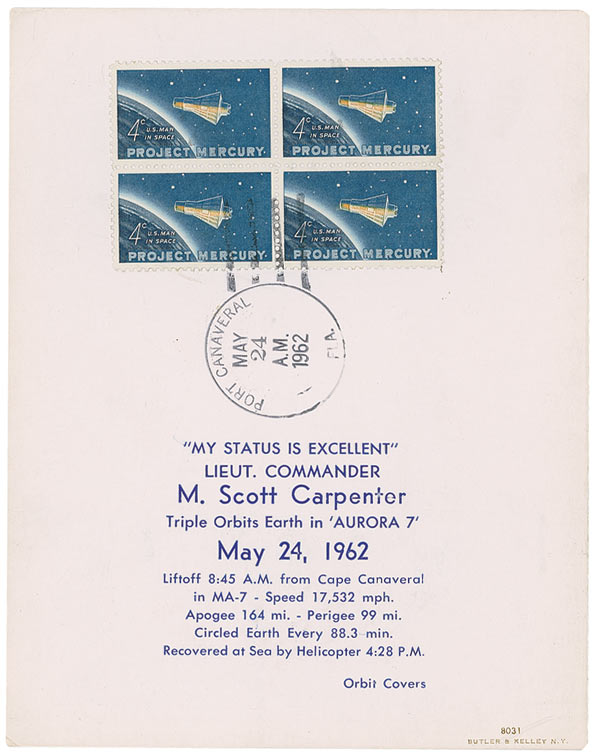 4c U.S. MAN
IN SPACE
PROJECT MERCURY
4c U.S. MAN
IN SPACE
PROJECT MERCURY
4c U.S. MAN
IN SPACE
PROJECT MERCURY
4c U.S. MAN
IN SPACE
PROJECT MERCURY
PORT CANAVERAL
FLA.
MAY
24
A.M.
1962
"MY STATUS IS EXCELLENT"
LIEUT. COMMANDER
M. Scott Carpenter
Triple Orbits Earth in 'AURORA 7'
May 24, 1962
Liftoff 8:45 A.M. from Cape Canaveral
in MA-7 - Speed 17,532 mph.
Apogee 164 mi. - Perigee 99 mi.
Circled Earth Every 88.3 min.
Recovered at Sea by Helicopter 4:28 P.M.
Orbit Covers
8031
BUTLER & KELLEY N.Y.